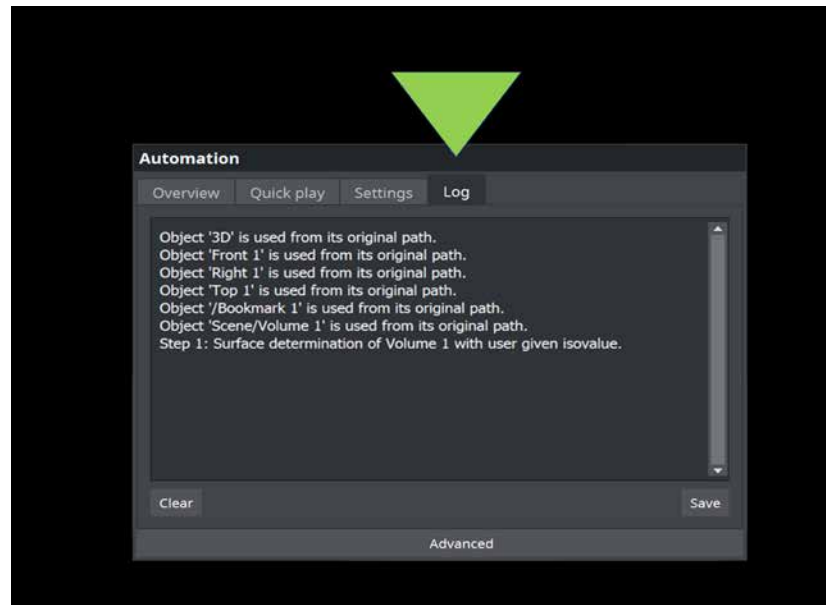 Automation
Overview Quick play Settings Log
Object '3D' is used from its original path.
Object 'Front 1' is used from its original path.
Object 'Right 1' is used from its original path.
Object 'Top 1' is used from its original path.
Object '/Bookmark 1' is used from its original path.
Object 'Scene/Volume 1' is used from its original path.
Step 1: Surface determination of Volume 1 with user given isovalue.
Clear Save
Advanced